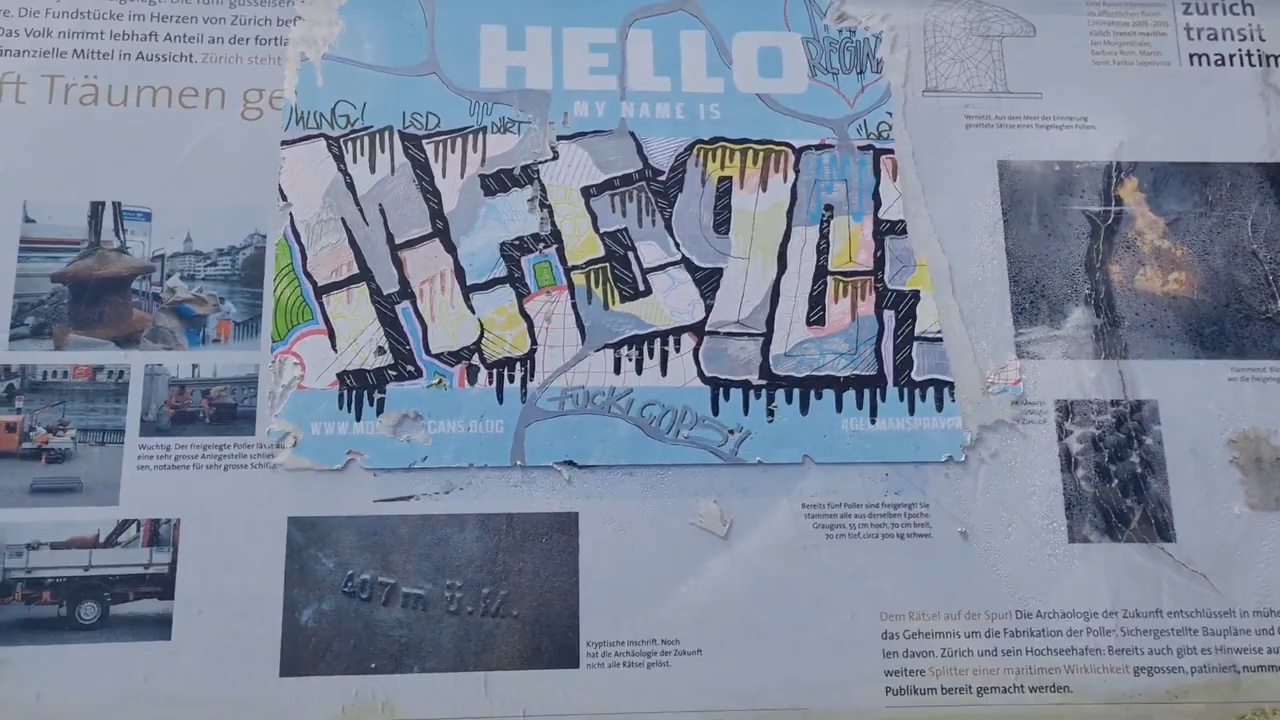 re. Die Fundstücke im Herzen von Zürich bef
Das Volk nimmt lebhaft Anteil an der fortla
inanzielle Mittel in Aussicht. Zürich steht
ft Träumen ge
HELLO
MY NAME IS
REGIN
LSD
DIRT
zürich
transit
maritim
zürich transit maritim
Jan Morgenthaler,
Barbara Roth, Martin
Senn, Fariba Sepehrnia
Vernetzt. Aus dem Meer der Erinnerung
gerettete Skizze eines freigelegten Pollers.
Wuchtig. Der freigelegte Poller lässt au
eine sehr grosse Anlegestelle schlies-
sen, notabene für sehr grosse Schif
FUCK COPS
Bereits fünf Poller sind freigelegt! Sie
stammen alle aus derselben Epoche:
Grauguss, 55 cm hoch, 70 cm breit,
70 cm tief, circa 300 kg schwer.
407 m Ü.M.
Kryptische Inschrift. Noch
hat die Archäologie der Zukunft
nicht alle Rätsel gelöst.
Dem Rätsel auf der Spur! Die Archäologie der Zukunft entschlüsselt in müh
das Geheimnis um die Fabrikation der Poller. Sichergestellte Baupläne und
len davon. Zürich und sein Hochseehafen: Bereits auch gibt es Hinweise au
weitere Splitter einer maritimen Wirklichkeit gegossen, patiniert, numm
Publikum bereit gemacht werden.